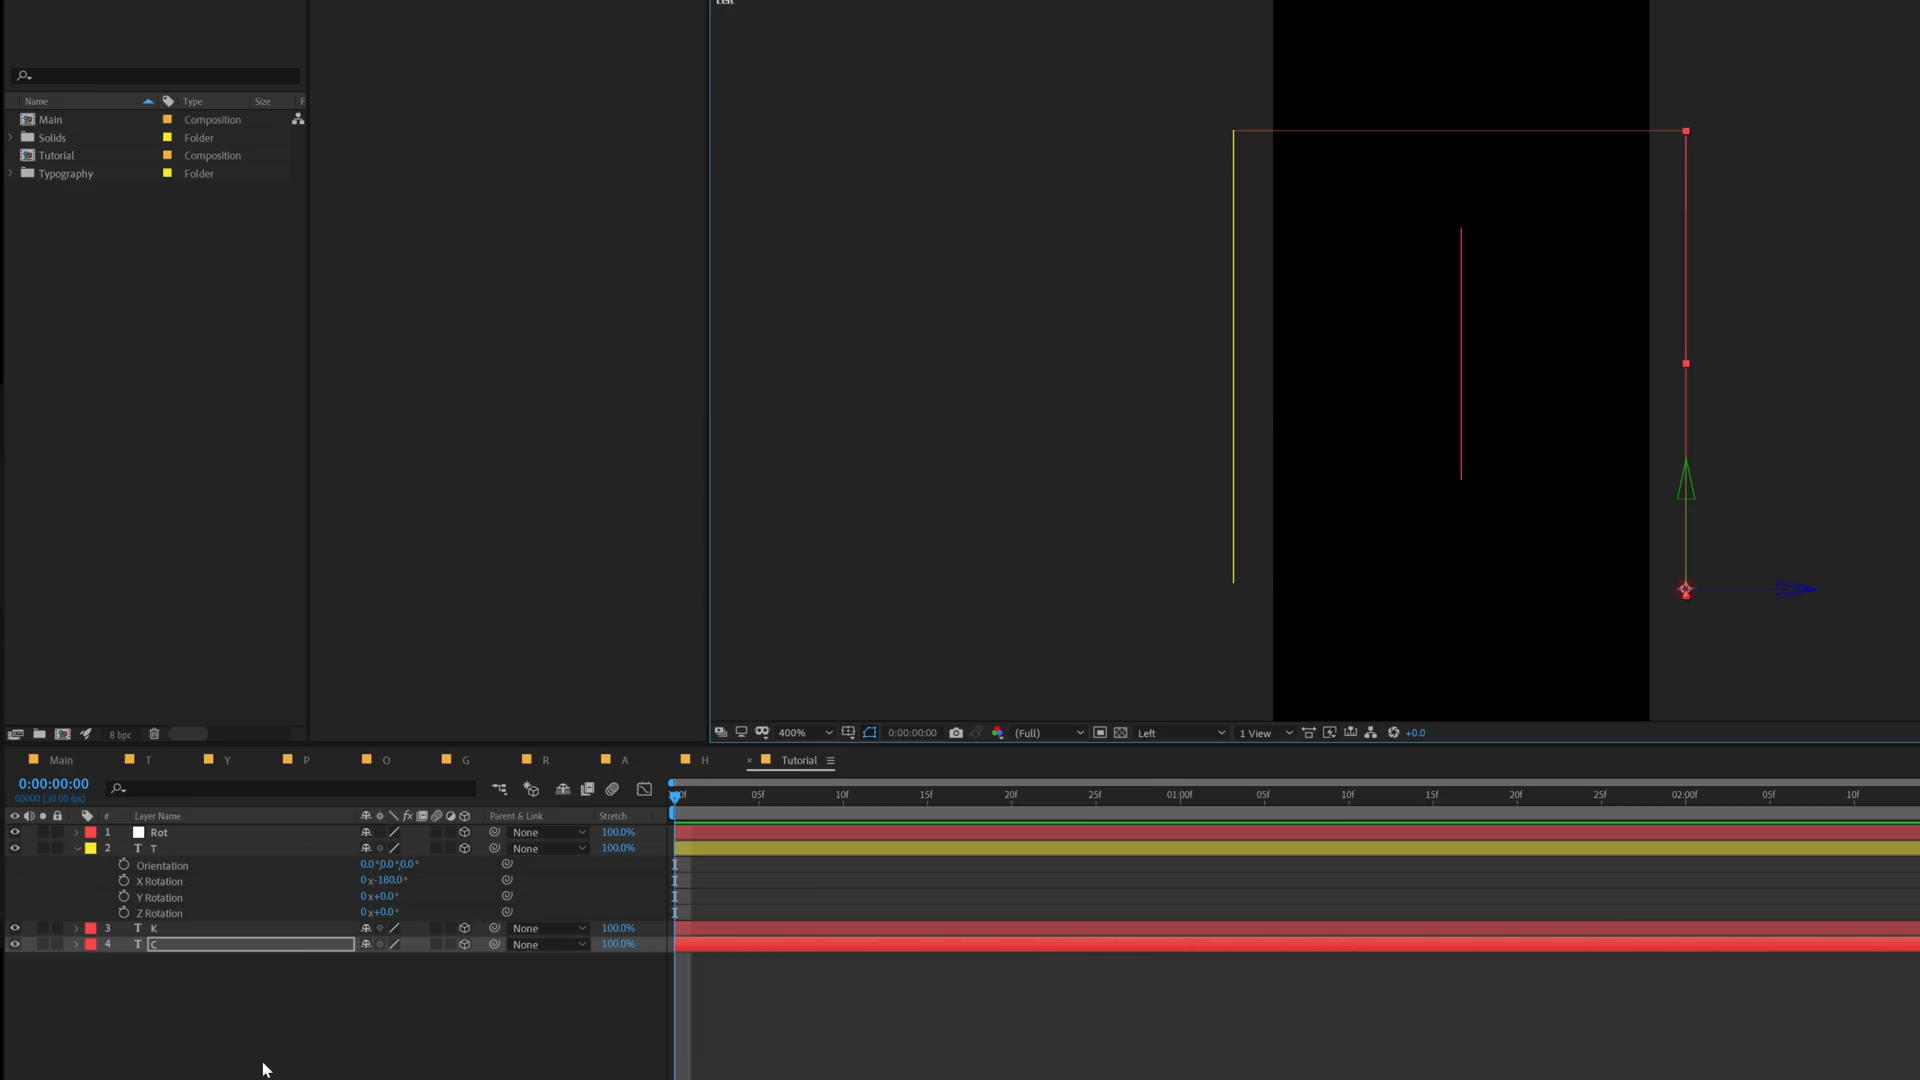 Left
Name Type Size F
Main Composition
Solids Folder
Tutorial Composition
Typography Folder
8 bpc
400% 0:00:00:00 (Full) Left 1 View +0.0
Main T Y P O G R A H × Tutorial
0:00:00:00
00000 (30.00 fps)
05f 10f 15f 20f 25f 01:00f 05f 10f 15f 20f 25f 02:00f 05f 10f
# Layer Name fx Parent & Link Stretch
1 Rot None 100.0%
2 T T None 100.0%
Orientation 0.0°,0.0°,0.0°
X Rotation 0x-180.0°
Y Rotation 0x+0.0°
Z Rotation 0x+0.0°
3 T K None 100.0%
4 T C None 100.0%